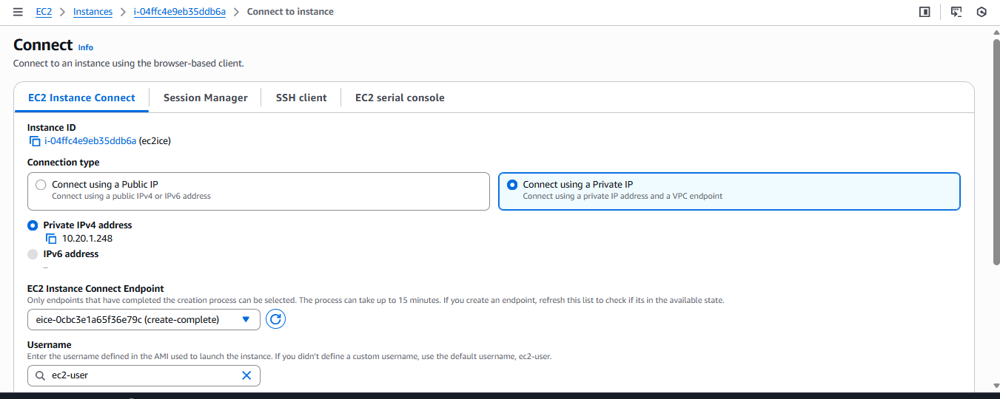 EC2 > Instances > i-04ffc4e9eb35ddb6a > Connect to instance
Connect Info
Connect to an instance using the browser-based client.
EC2 Instance Connect Session Manager SSH client EC2 serial console
Instance ID
i-04ffc4e9eb35ddb6a (ec2ice)
Connection type
Connect using a Public IP
Connect using a public IPv4 or IPv6 address
Connect using a Private IP
Connect using a private IP address and a VPC endpoint
Private IPv4 address
10.20.1.248
IPv6 address
–
EC2 Instance Connect Endpoint
Only endpoints that have completed the creation process can be selected. The process can take up to 15 minutes. If you create an endpoint, refresh this list to check if its in the available state.
eice-0cbc3e1a65f36e79c (create-complete)
Username
Enter the username defined in the AMI used to launch the instance. If you didn't define a custom username, use the default username, ec2-user.
ec2-user